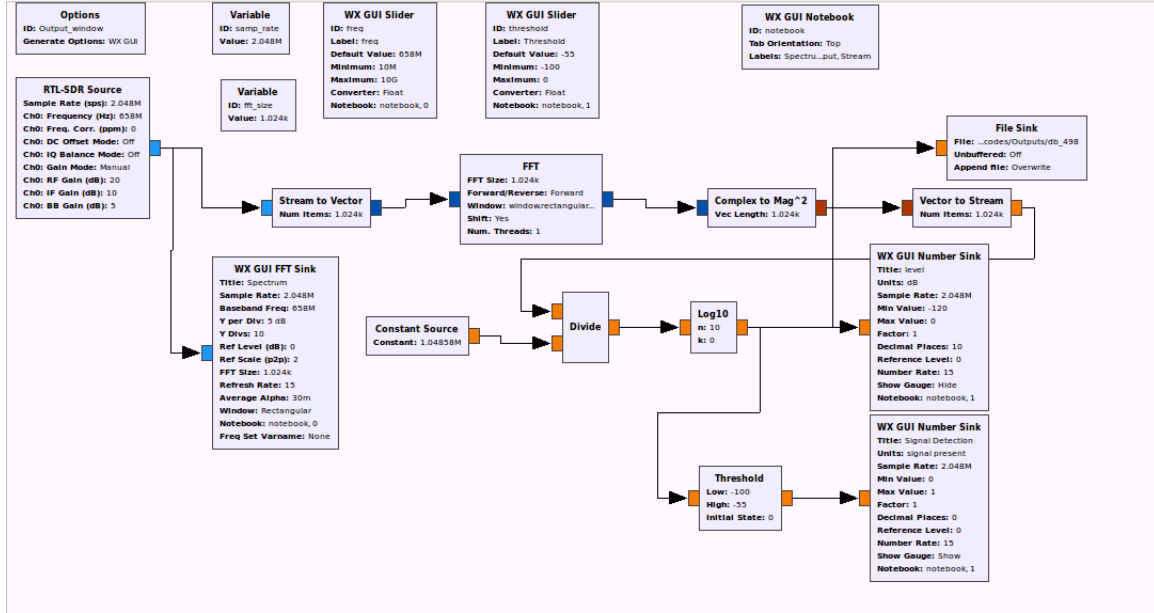 Options
ID: Output_window
Generate Options: WX GUI
Variable
ID: samp_rate
Value: 2.048M
WX GUI Slider
ID: freq
Label: freq
Default Value: 658M
Minimum: 10M
Maximum: 10G
Converter: Float
Notebook: notebook, 0
WX GUI Slider
ID: threshold
Label: Threshold
Default Value: -55
Minimum: -100
Maximum: 0
Converter: Float
Notebook: notebook, 1
WX GUI Notebook
ID: notebook
Tab Orientation: Top
Labels: Spectru...put, Stream
RTL-SDR Source
Sample Rate (sps): 2.048M
Ch0: Frequency (Hz): 658M
Ch0: Freq. Corr. (ppm): 0
Ch0: DC Offset Mode: Off
Ch0: IQ Balance Mode: Off
Ch0: Gain Mode: Manual
Ch0: RF Gain (dB): 20
Ch0: IF Gain (dB): 10
Ch0: BB Gain (dB): 5
Variable
ID: fft_size
Value: 1.024k
File Sink
File: ...codes/Outputs/db_498
Unbuffered: Off
Append file: Overwrite
Stream to Vector
Num Items: 1.024k
FFT
FFT Size: 1.024k
Forward/Reverse: Forward
Window: window.rectangular...
Shift: Yes
Num. Threads: 1
Complex to Mag^2
Vec Length: 1.024k
Vector to Stream
Num Items: 1.024k
WX GUI FFT Sink
Title: Spectrum
Sample Rate: 2.048M
Baseband Freq: 658M
Y per Div: 5 dB
Y Divs: 10
Ref Level (dB): 0
Ref Scale (p2p): 2
FFT Size: 1.024k
Refresh Rate: 15
Average Alpha: 30m
Window: Rectangular
Notebook: notebook, 0
Freq Set Varname: None
Constant Source
Constant: 1.04858M
Divide
Log10
n: 10
k: 0
WX GUI Number Sink
Title: level
Units: dB
Sample Rate: 2.048M
Min Value: -120
Max Value: 0
Factor: 1
Decimal Places: 10
Reference Level: 0
Number Rate: 15
Show Gauge: Hide
Notebook: notebook, 1
Threshold
Low: -100
High: -55
Initial State: 0
WX GUI Number Sink
Title: Signal Detection
Units: signal present
Sample Rate: 2.048M
Min Value: 0
Max Value: 1
Factor: 1
Decimal Places: 0
Reference Level: 0
Number Rate: 15
Show Gauge: Show
Notebook: notebook, 1